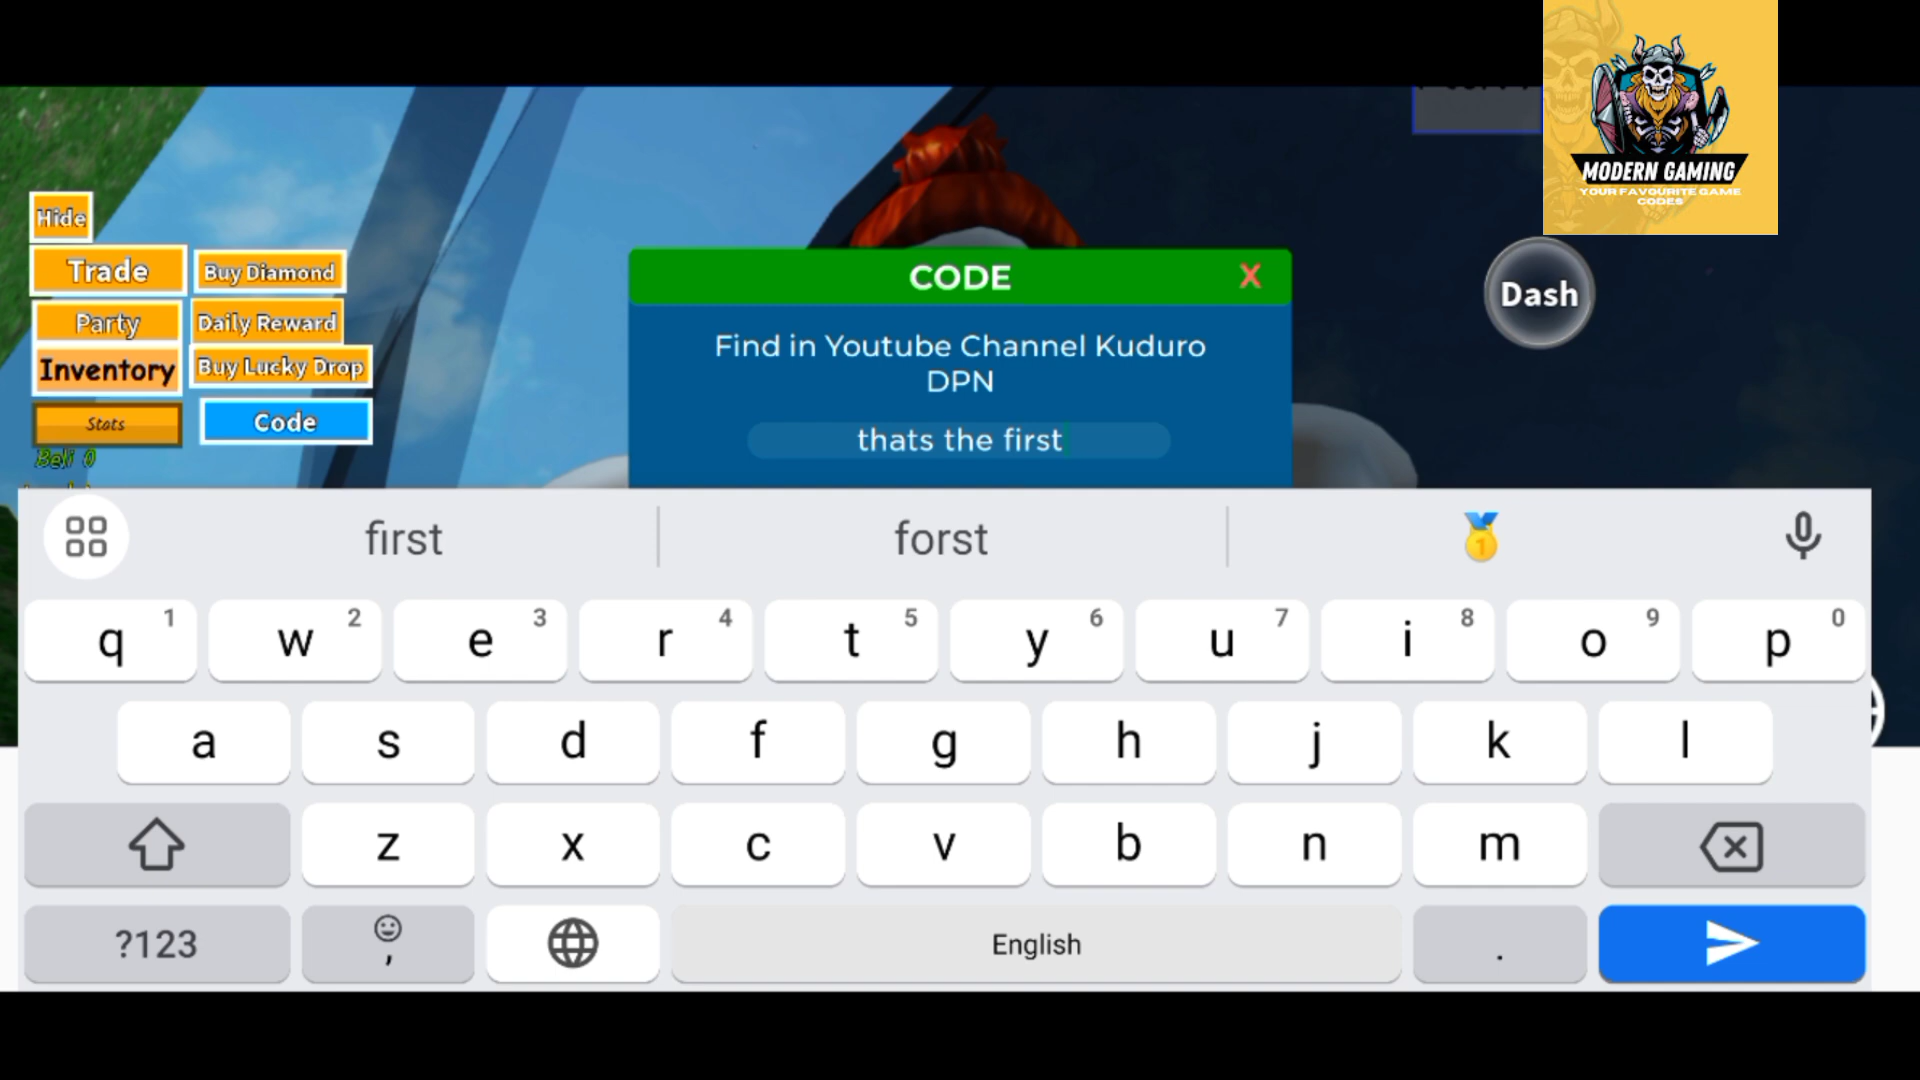 MODERN GAMING
YOUR FAVOURITE GAME
CODES
Hide
Trade
Buy Diamond
Party
Daily Reward
Inventory
Buy Lucky Drop
Stats
Code
Beli 0
CODE
X
Find in Youtube Channel Kuduro
DPN
thats the first
Dash
first
forst
1
q 1 w 2 e 3 r 4 t 5 y 6 u 7 i 8 o 9 p 0
a s d f g h j k l
z x c v b n m
?123 , English .